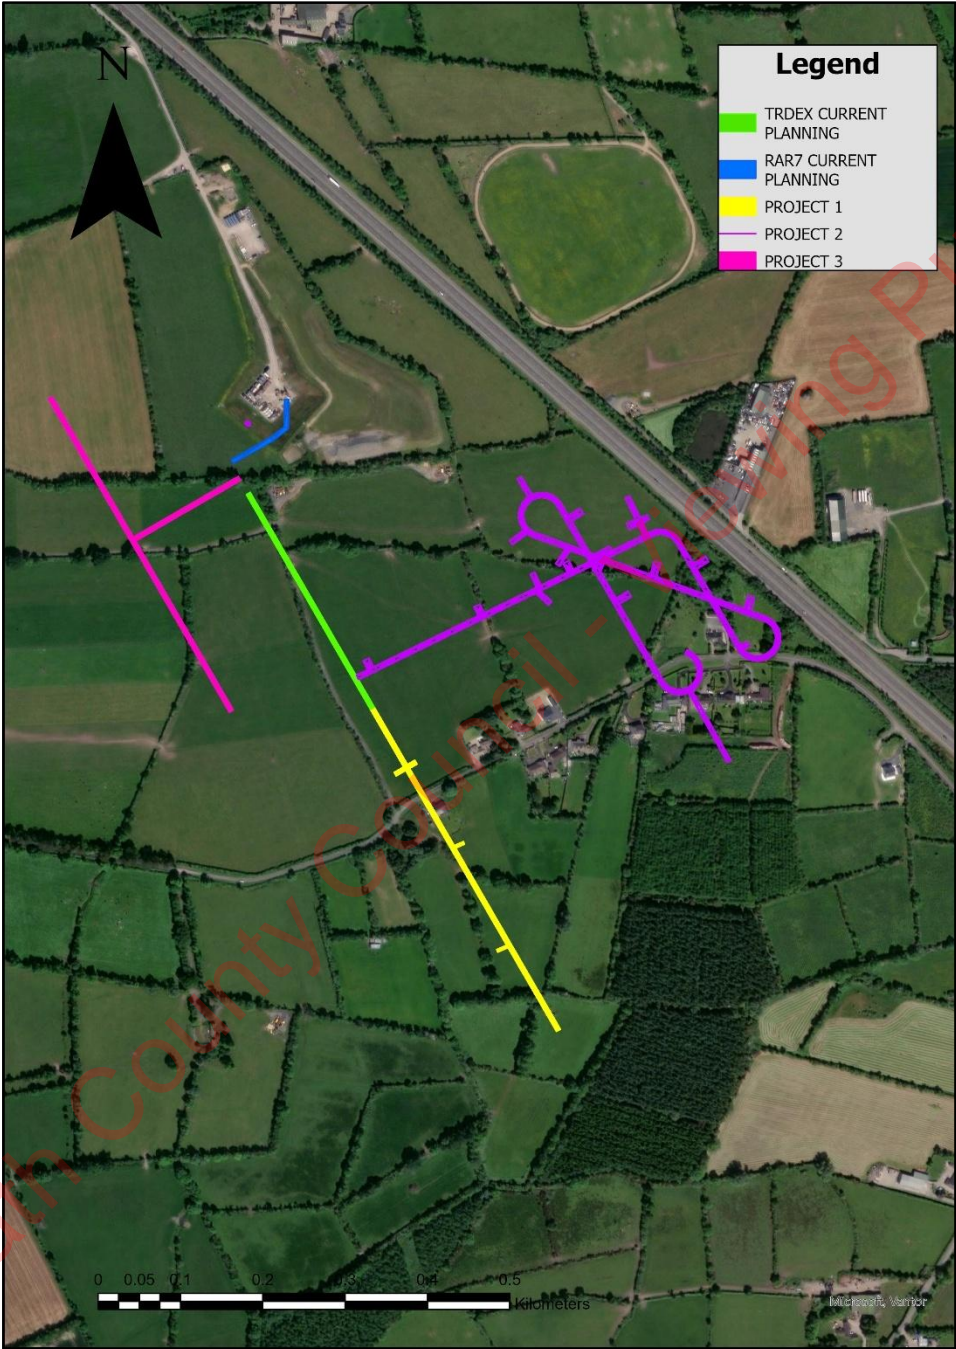 N
Legend
TRDEX CURRENT
PLANNING
RAR7 CURRENT
PLANNING
PROJECT 1
PROJECT 2
PROJECT 3
County Council - Viewing
0 0.05 0.1 0.2 0.3 0.4 0.5
Kilometers
Microsoft, Vantor